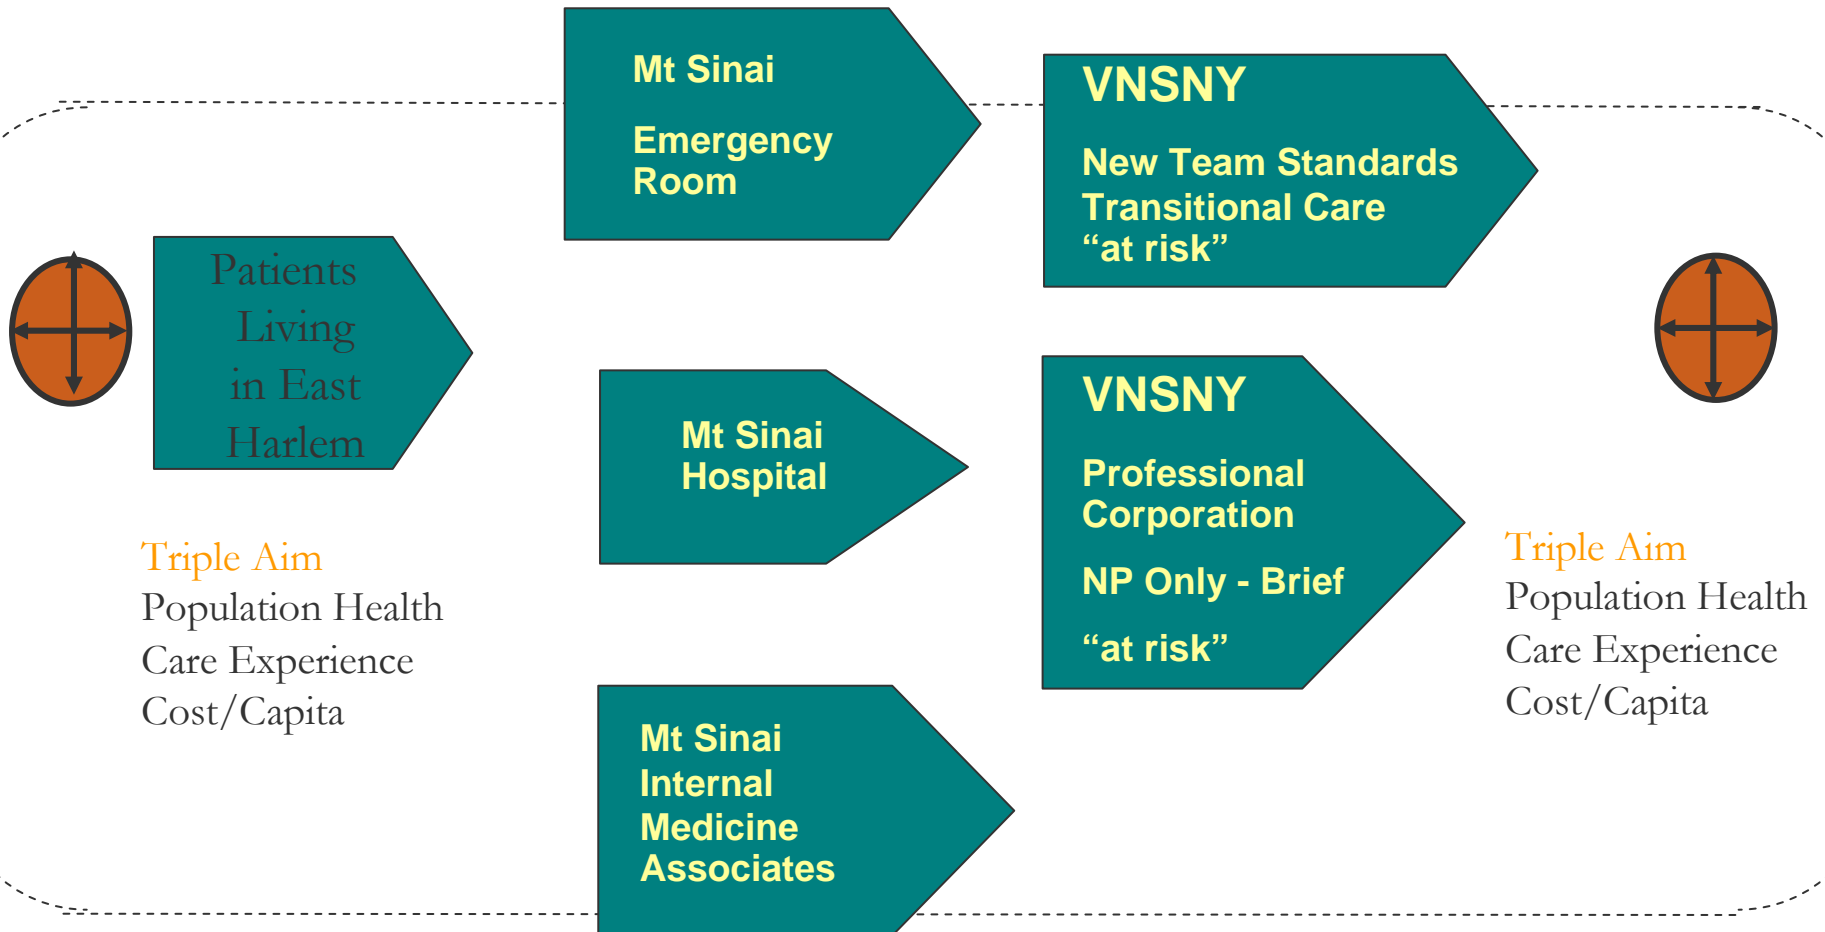 Patients
Living
in East
Harlem
Triple Aim
Population Health
Care Experience
Cost/Capita
Mt Sinai
Emergency
Room
Mt Sinai
Hospital
Mt Sinai
Internal
Medicine
Associates
VNSNY
New Team Standards
Transitional Care
“at risk”
VNSNY
Professional
Corporation
NP Only - Brief
“at risk”
Triple Aim
Population Health
Care Experience
Cost/Capita